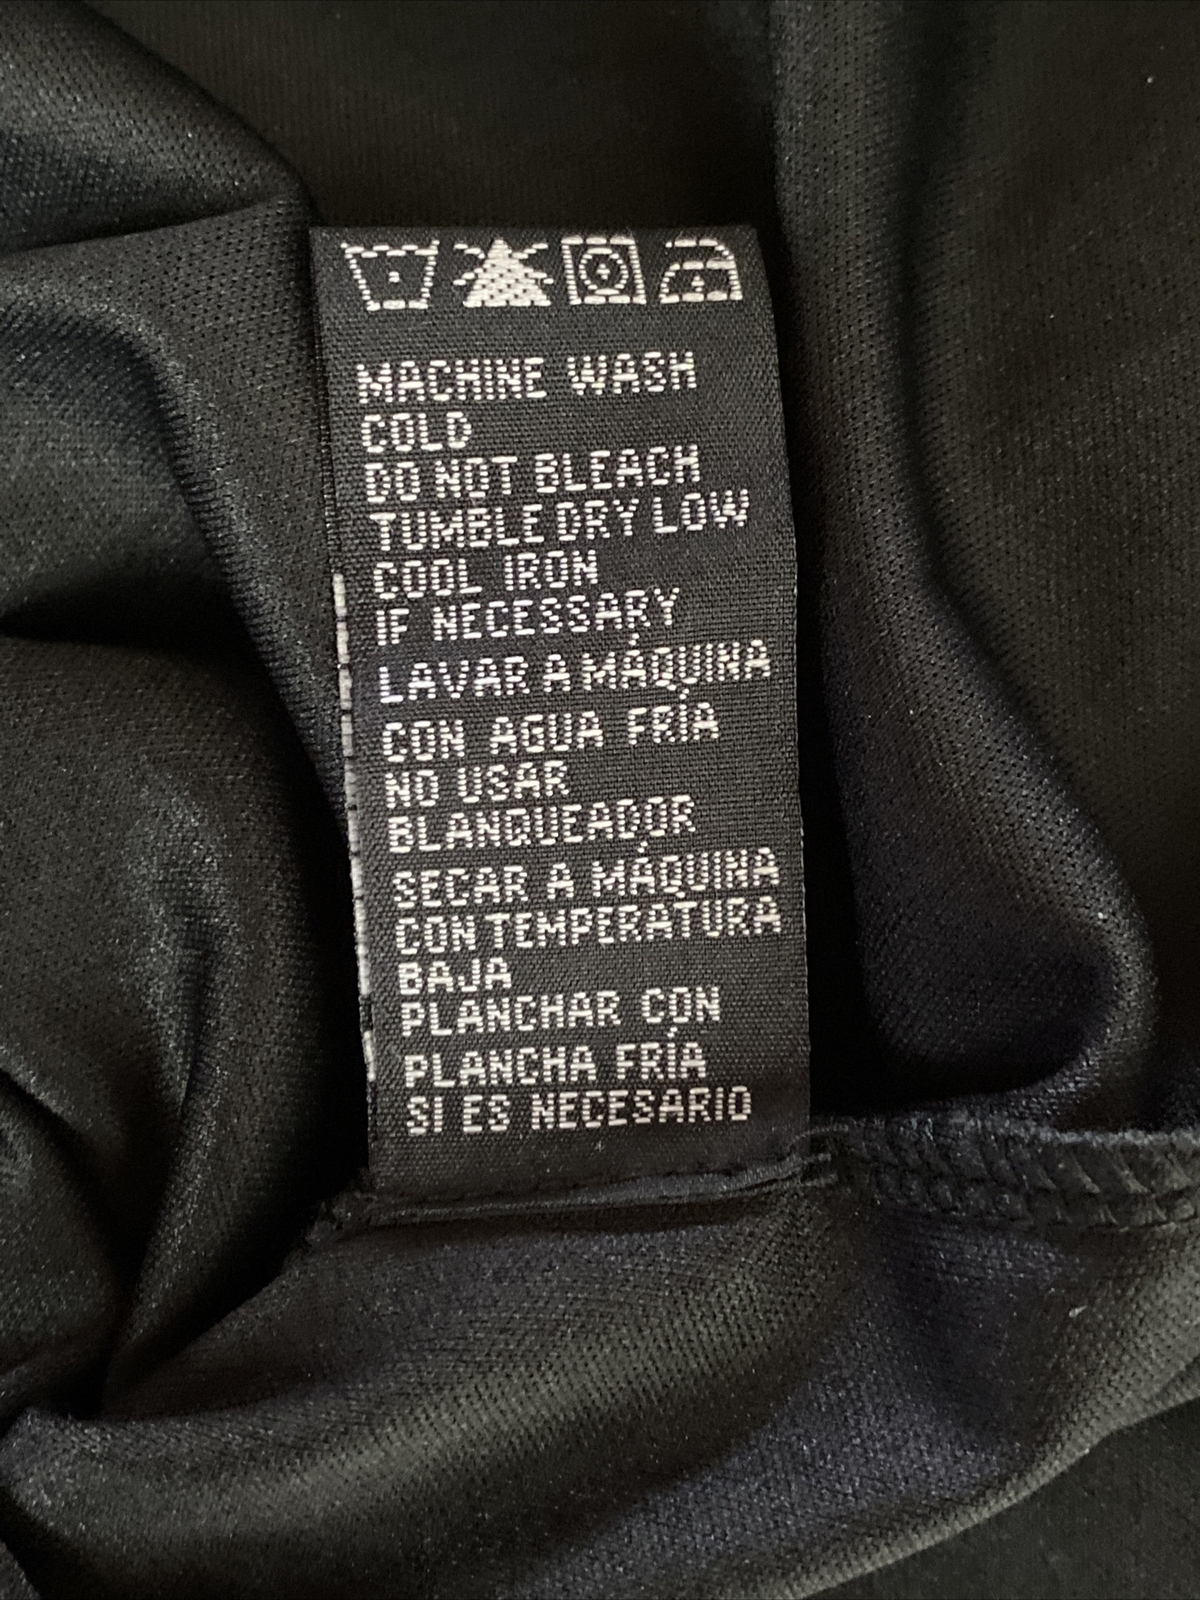 MACHINE WASH
COLD
DO NOT BLEACH
TUMBLE DRY LOW
COOL IRON
IF NECESSARY
LAVAR A MÁQUINA
CON AGUA FRÍA
NO USAR
BLANQUEADOR
SECAR A MÁQUINA
CON TEMPERATURA
BAJA
PLANCHAR CON
PLANCHA FRÍA
SI ES NECESARIO